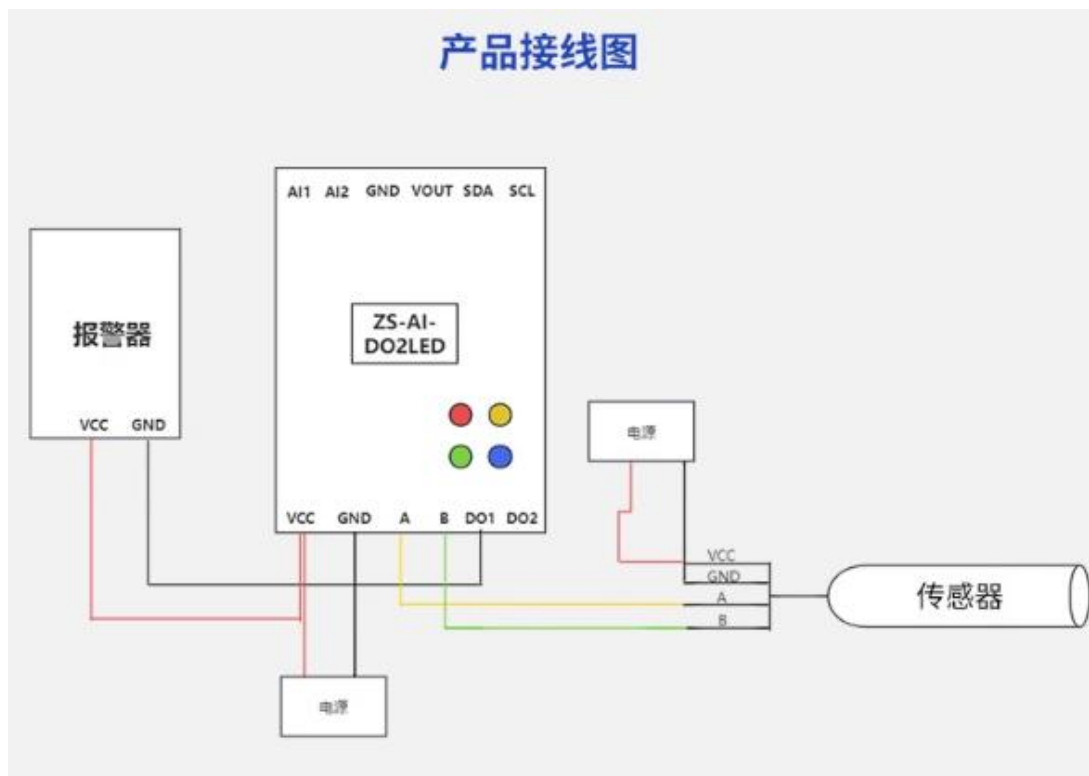 产品接线图
AI1 AI2 GND VOUT SDA SCL
报警器
VCC GND
ZS-AI-
DO2LED
电源
VCC GND A B DO1 DO2
VCC
GND
A
B
传感器
电源